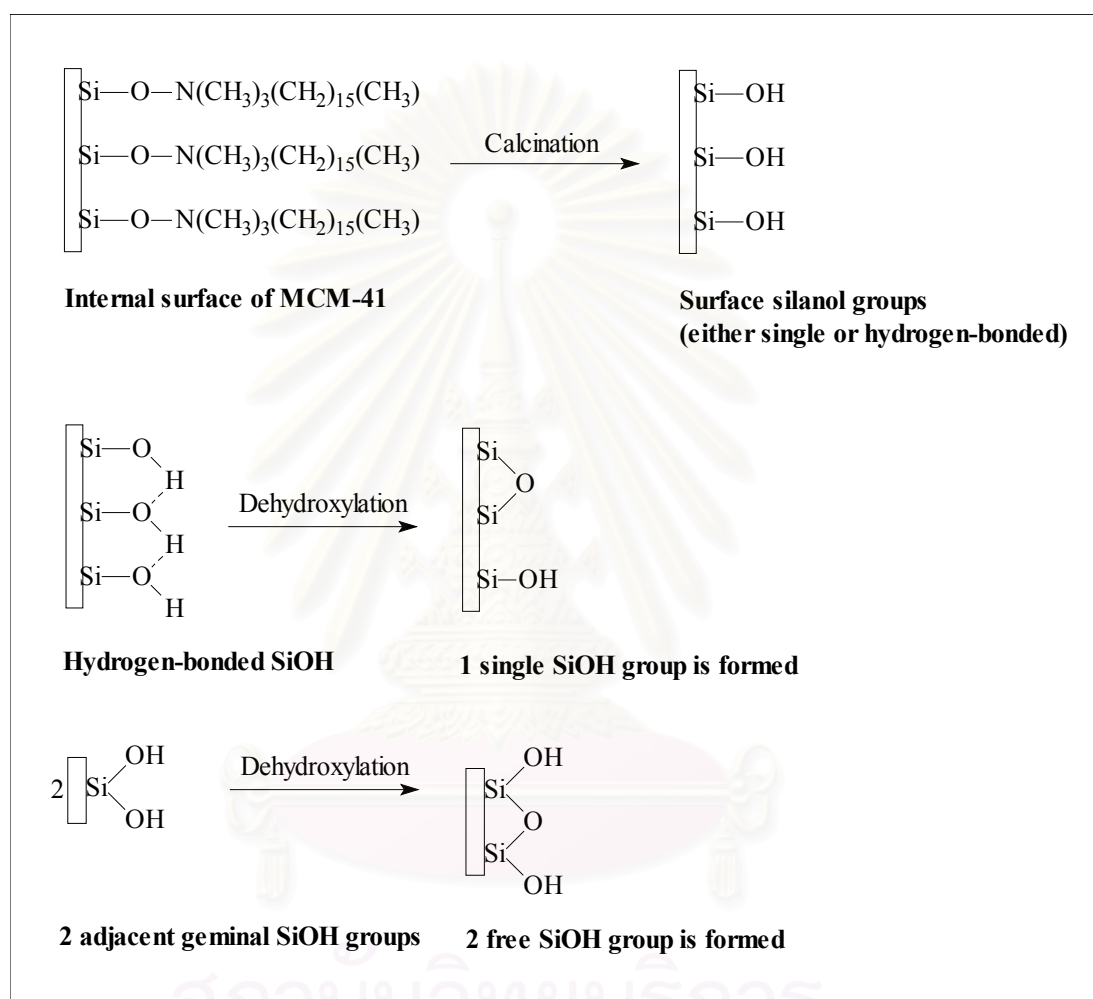 Si—O—N(CH3)3(CH2)15(CH3)
Si—O—N(CH3)3(CH2)15(CH3)
Si—O—N(CH3)3(CH2)15(CH3)
Calcination
Si—OH
Si—OH
Si—OH
Internal surface of MCM-41
Surface silanol groups
(either single or hydrogen-bonded)
Si—O
H
Si—O
H
Si—O
H
Dehydroxylation
Si
O
Si
Si—OH
Hydrogen-bonded SiOH
1 single SiOH group is formed
2
Si
OH
OH
Dehydroxylation
OH
Si
O
Si
OH
2 adjacent geminal SiOH groups
2 free SiOH group is formed